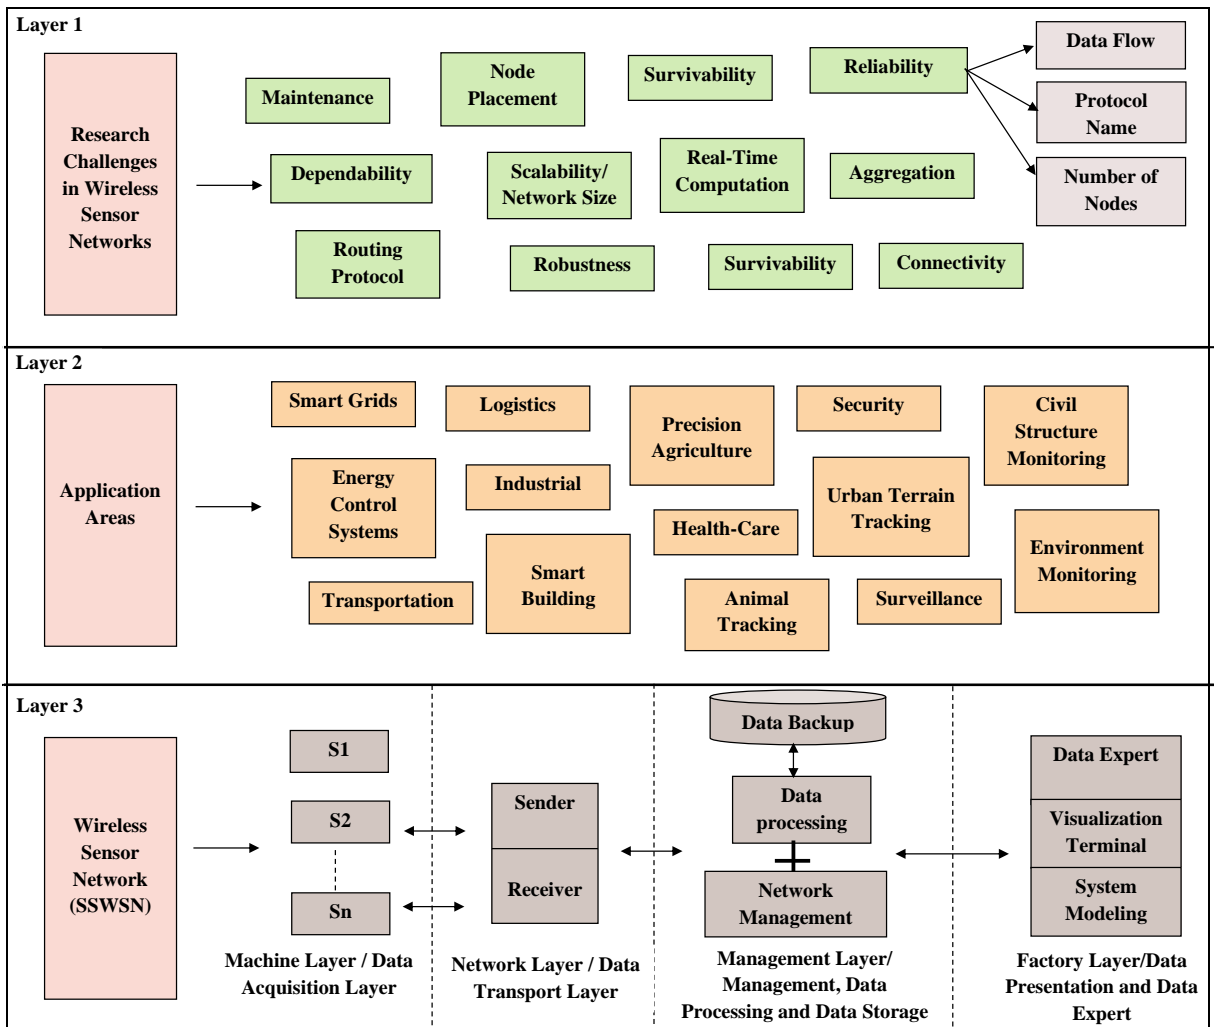 Layer 1
Research
Challenges
in Wireless
Sensor
Networks
Maintenance
Node
Placement
Survivability
Reliability
Data Flow
Protocol
Name
Number of
Nodes
Dependability
Scalability/
Network Size
Real-Time
Computation
Aggregation
Routing
Protocol
Robustness
Survivability
Connectivity
Layer 2
Application
Areas
Smart Grids
Logistics
Precision
Agriculture
Security
Civil
Structure
Monitoring
Energy
Control
Systems
Industrial
Health-Care
Urban Terrain
Tracking
Environment
Monitoring
Transportation
Smart
Building
Animal
Tracking
Surveillance
Layer 3
Wireless
Sensor
Network
(SSWSN)
S1
S2
Sn
Machine Layer / Data
Acquisition Layer
Sender
Receiver
Network Layer / Data
Transport Layer
Data Backup
Data
processing
Network
Management
Management Layer/
Management, Data
Processing and Data Storage
Data Expert
Visualization
Terminal
System
Modeling
Factory Layer/Data
Presentation and Data
Expert